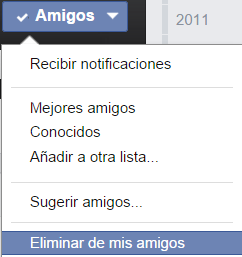 Amigos
2011
Recibir notificaciones
Mejores amigos
Conocidos
Añadir a otra lista...
Sugerir amigos...
Eliminar de mis amigos